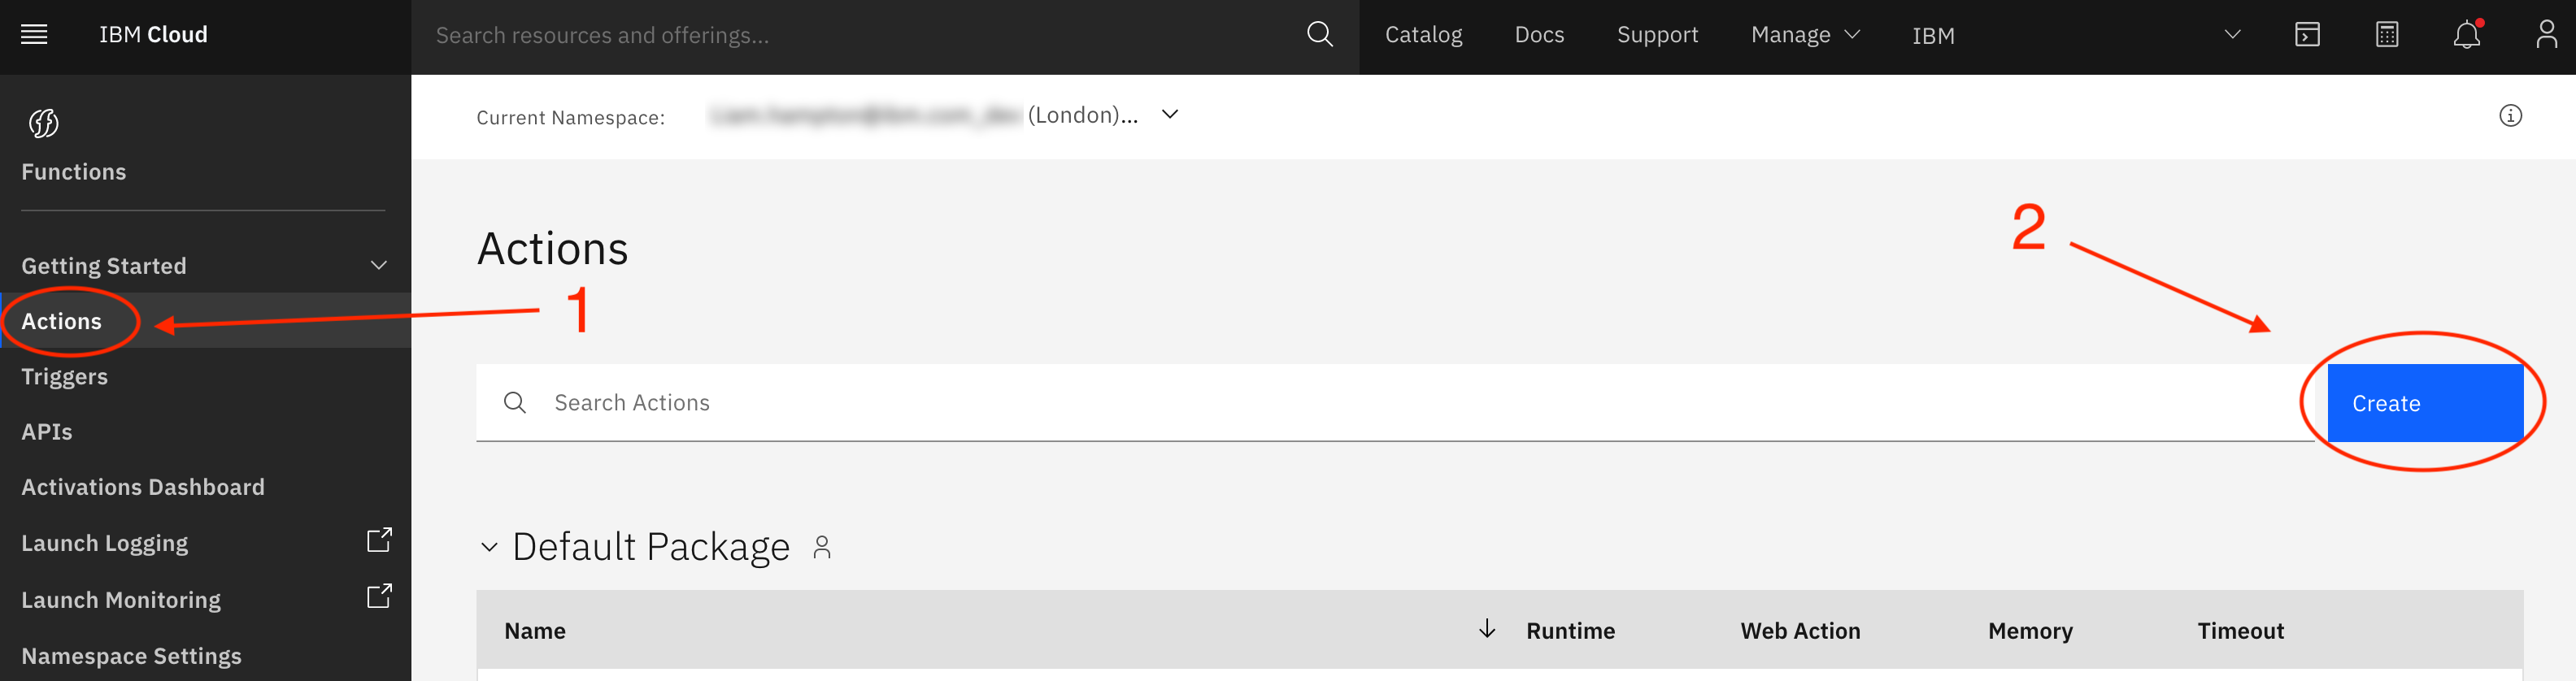 IBM Cloud
Search resources and offerings...
Catalog
Docs
Support
Manage
IBM
Functions
Getting Started
Actions
Triggers
APIs
Activations Dashboard
Launch Logging
Launch Monitoring
Namespace Settings
Current Namespace:
(London)...
Actions
1
2
Search Actions
Create
Default Package
Name
Runtime
Web Action
Memory
Timeout